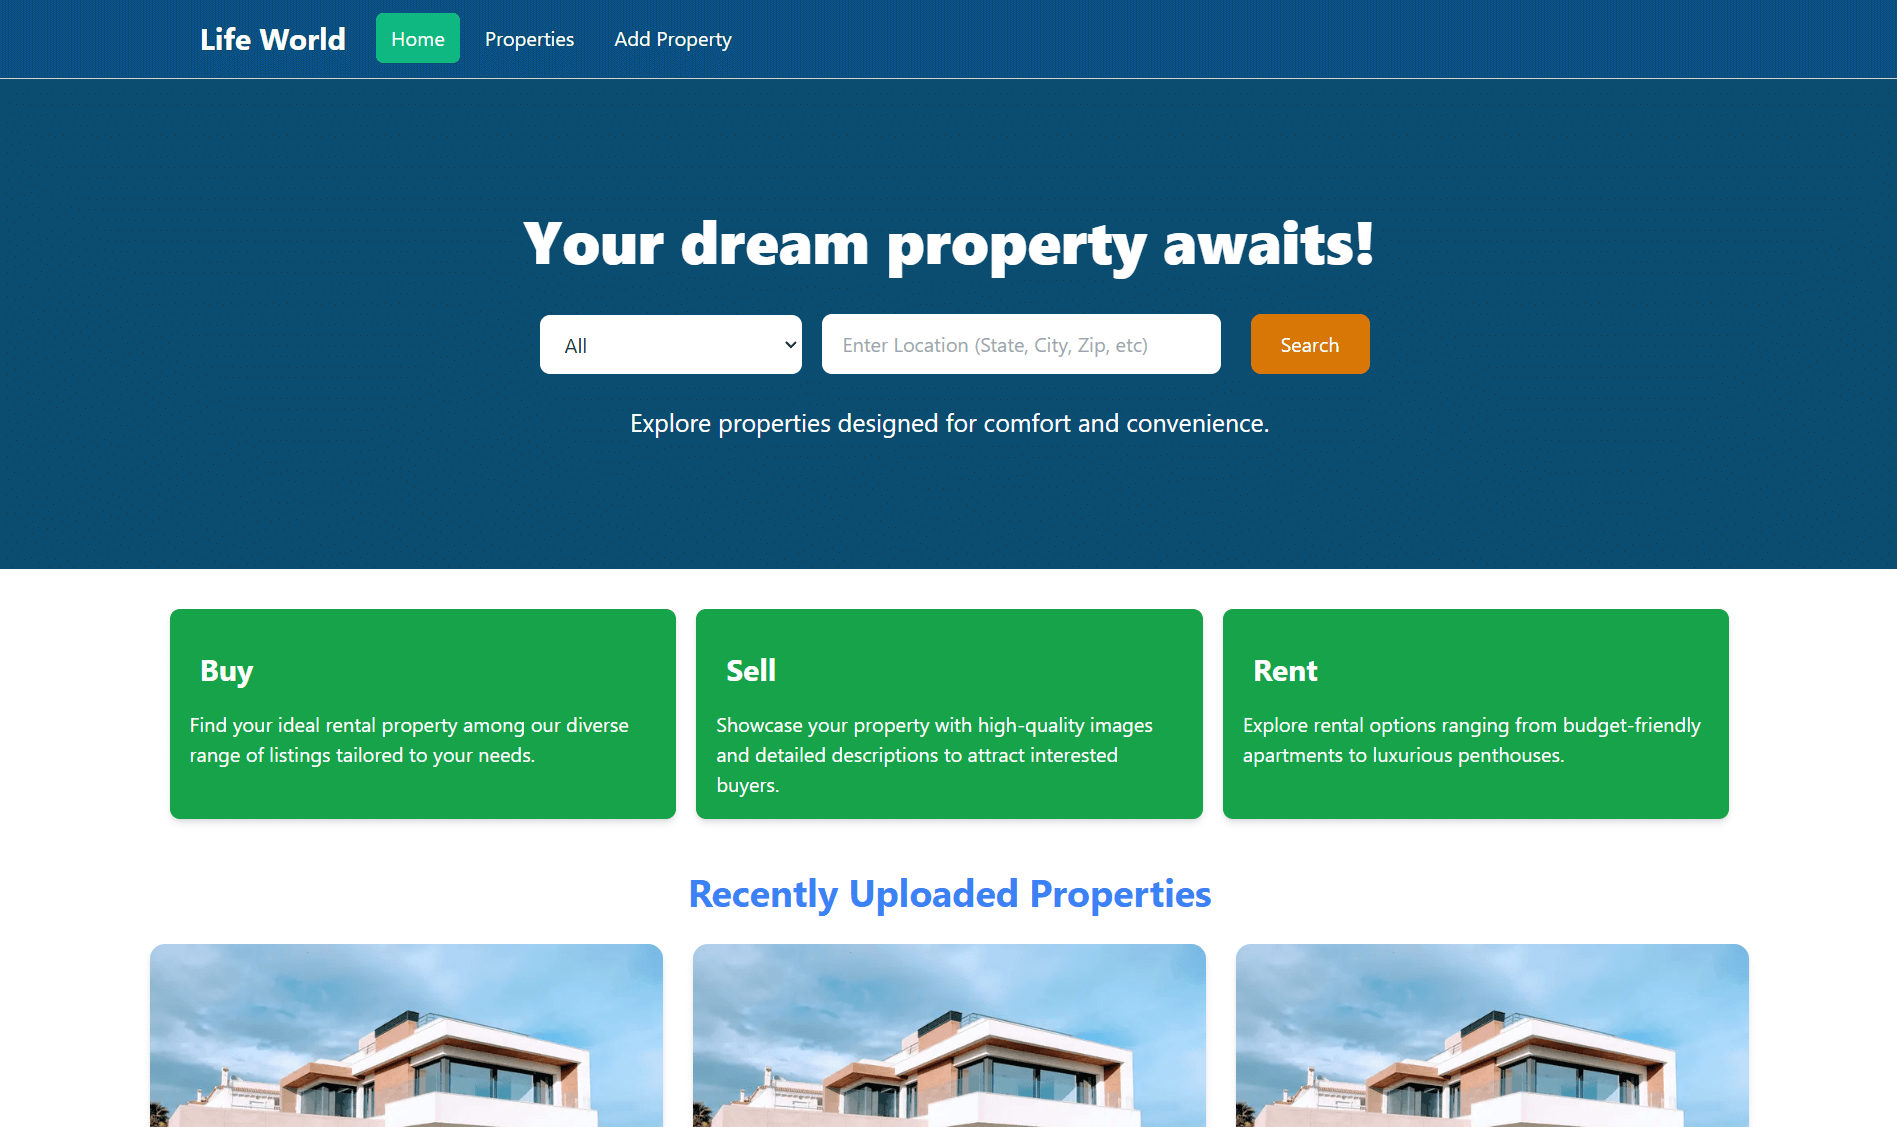 Life World
Home
Properties
Add Property
Your dream property awaits!
All
Enter Location (State, City, Zip, etc)
Search
Explore properties designed for comfort and convenience.
Buy
Find your ideal rental property among our diverse
range of listings tailored to your needs.
Sell
Showcase your property with high-quality images
and detailed descriptions to attract interested
buyers.
Rent
Explore rental options ranging from budget-friendly
apartments to luxurious penthouses.
Recently Uploaded Properties